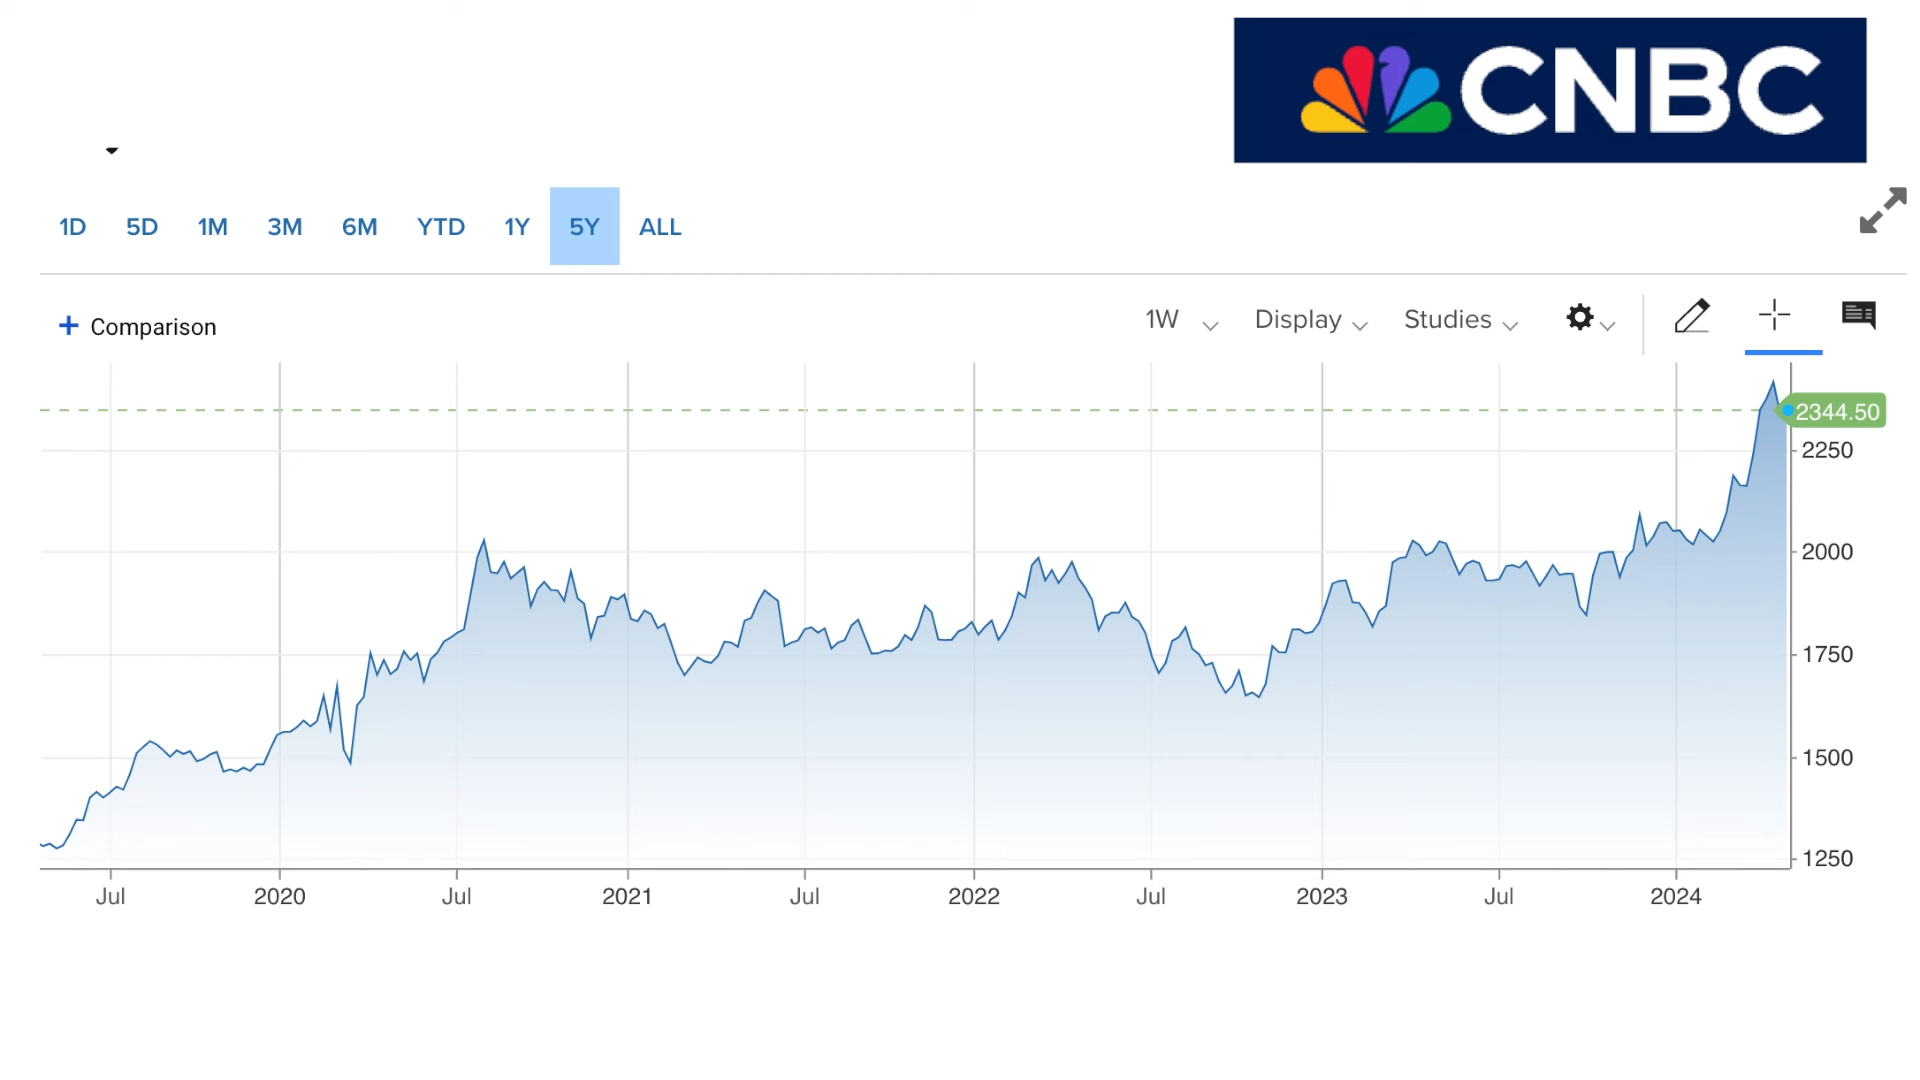 CNBC
1D 5D 1M 3M 6M YTD 1Y 5Y ALL
+ Comparison
1W Display Studies
2344.50
2250
2000
1750
1500
1250
Jul 2020 Jul 2021 Jul 2022 Jul 2023 Jul 2024